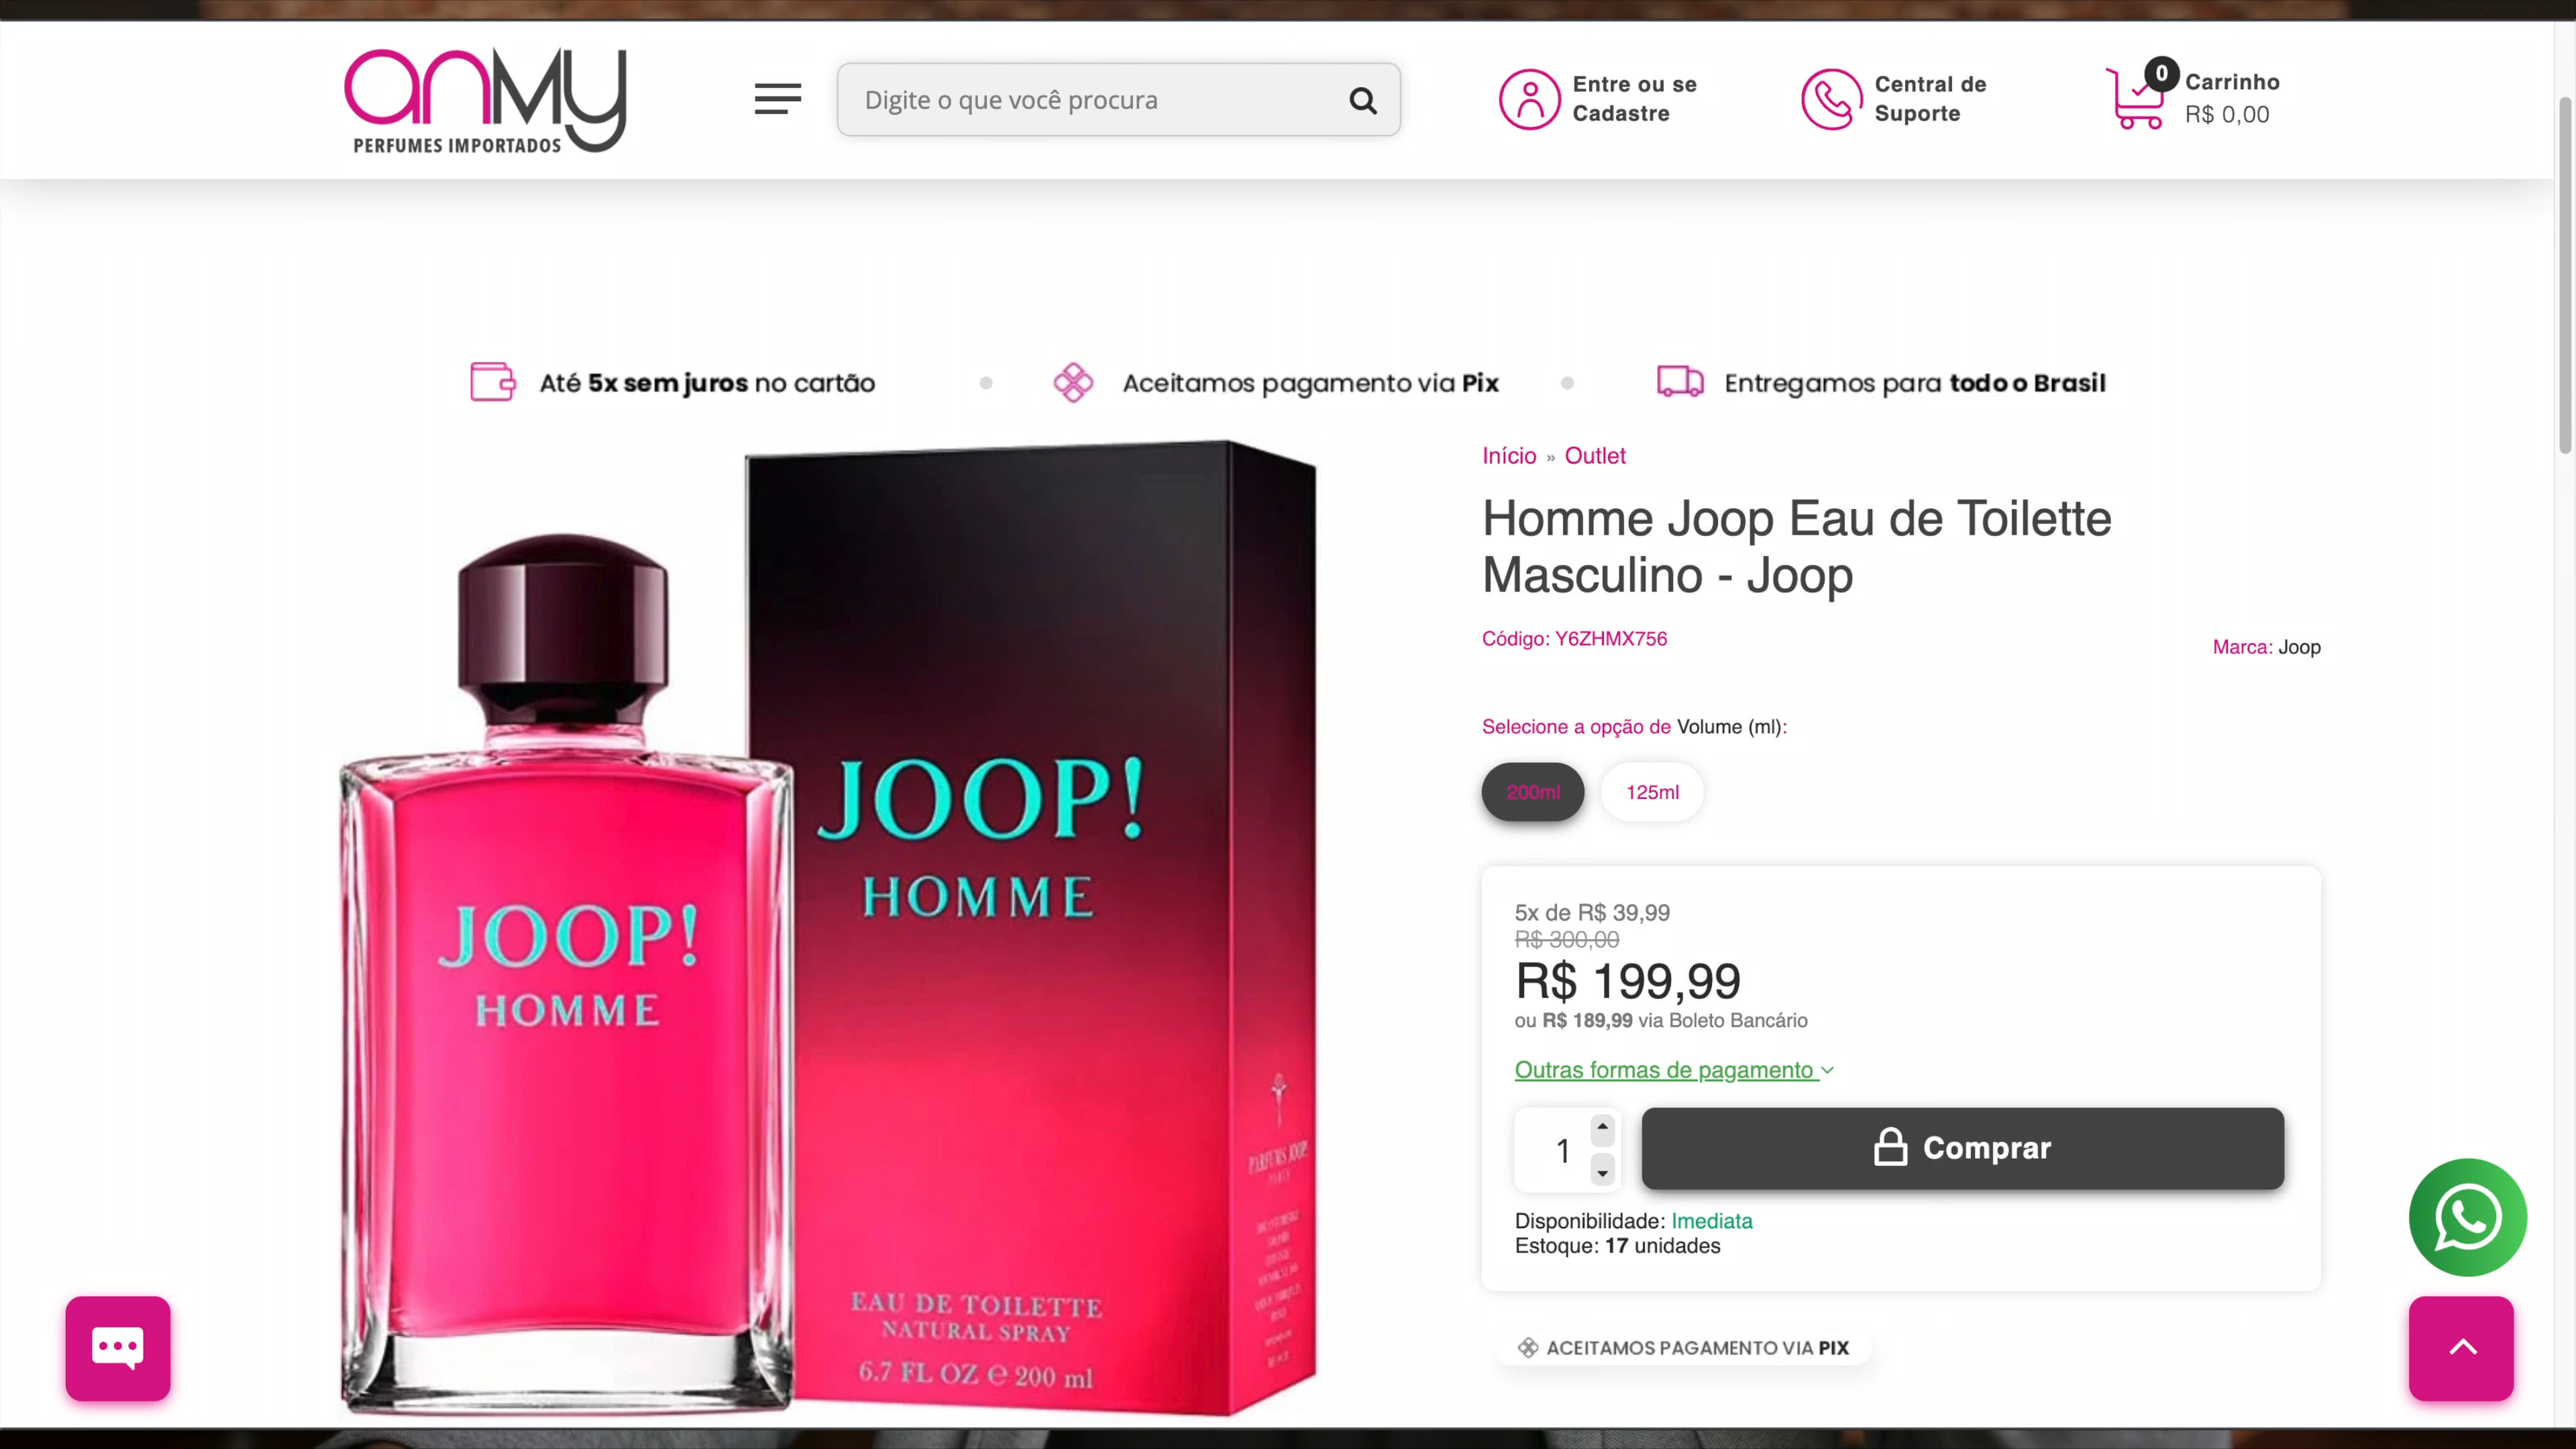 anMy
PERFUMES IMPORTADOS
Digite o que você procura
Entre ou se
Cadastre
Central de
Suporte
0
Carrinho
R$ 0,00
Até 5x sem juros no cartão
Aceitamos pagamento via Pix
Entregamos para todo o Brasil
Início » Outlet
Homme Joop Eau de Toilette
Masculino - Joop
Código: Y6ZHMX756
Marca: Joop
Selecione a opção de Volume (ml):
200ml
125ml
5x de R$ 39,99
R$ 300,00
R$ 199,99
ou R$ 189,99 via Boleto Bancário
Outras formas de pagamento
1
Comprar
Disponibilidade: Imediata
Estoque: 17 unidades
ACEITAMOS PAGAMENTO VIA PIX
JOOP!
HOMME
JOOP!
HOMME
EAU DE TOILETTE
NATURAL SPRAY
6.7 FL OZ ℮ 200 ml
PARFUMS JOOP!
PARIS